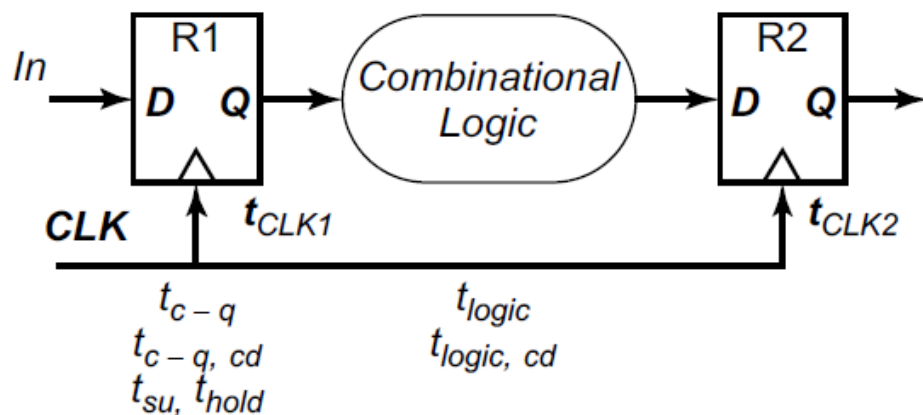 R1
R2
In
Combinational
Logic
D Q
D Q
CLK
tCLK1
tCLK2
tc – q
tlogic
tc – q, cd
tlogic, cd
tsu, thold